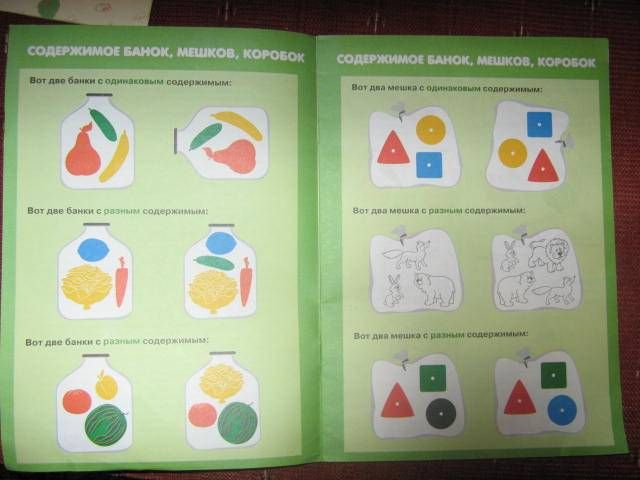 СОДЕРЖИМОЕ БАНОК, МЕШКОВ, КОРОБОК
Вот две банки с одинаковым содержимым:
Вот две банки с разным содержимым:
Вот две банки с разным содержимым:
СОДЕРЖИМОЕ БАНОК, МЕШКОВ, КОРОБОК
Вот два мешка с одинаковым содержимым:
Вот два мешка с разным содержимым:
Вот два мешка с разным содержимым: